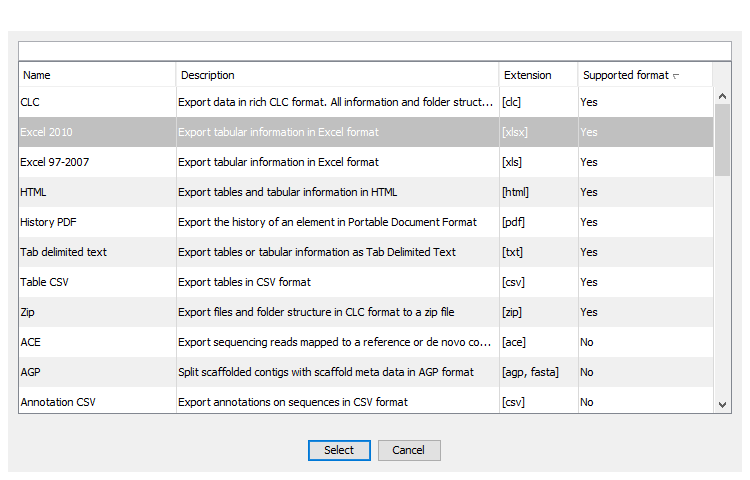 Name Description Extension Supported format
CLC Export data in rich CLC format. All information and folder struct... [clc] Yes
Excel 2010 Export tabular information in Excel format [xlsx] Yes
Excel 97-2007 Export tabular information in Excel format [xls] Yes
HTML Export tables and tabular information in HTML [html] Yes
History PDF Export the history of an element in Portable Document Format [pdf] Yes
Tab delimited text Export tables or tabular information as Tab Delimited Text [txt] Yes
Table CSV Export tables in CSV format [csv] Yes
Zip Export files and folder structure in CLC format to a zip file [zip] Yes
ACE Export sequencing reads mapped to a reference or de novo co... [ace] No
AGP Split scaffolded contigs with scaffold meta data in AGP format [agp, fasta] No
Annotation CSV Export annotations on sequences in CSV format [csv] No
Select Cancel